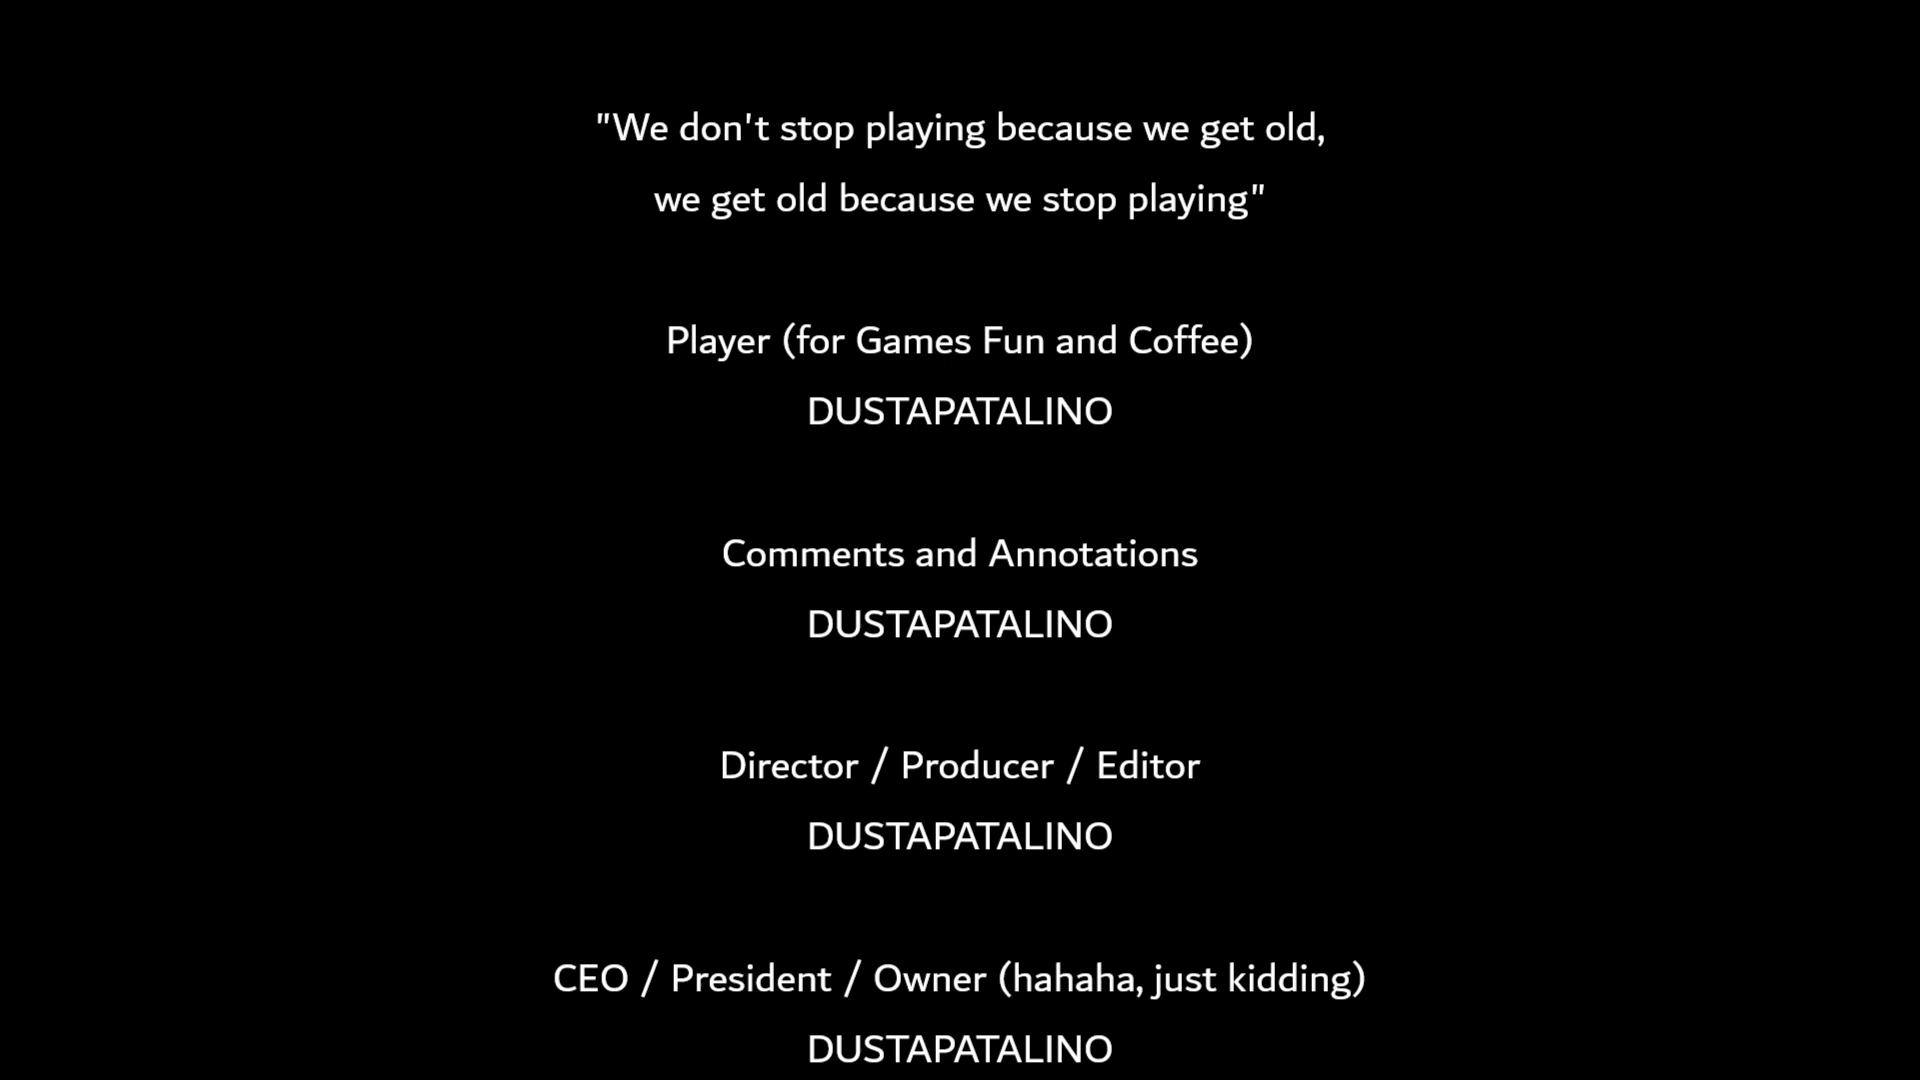 "We don't stop playing because we get old,
we get old because we stop playing"
Player (for Games Fun and Coffee)
DUSTAPATALINO
Comments and Annotations
DUSTAPATALINO
Director / Producer / Editor
DUSTAPATALINO
CEO / President / Owner (hahaha, just kidding)
DUSTAPATALINO